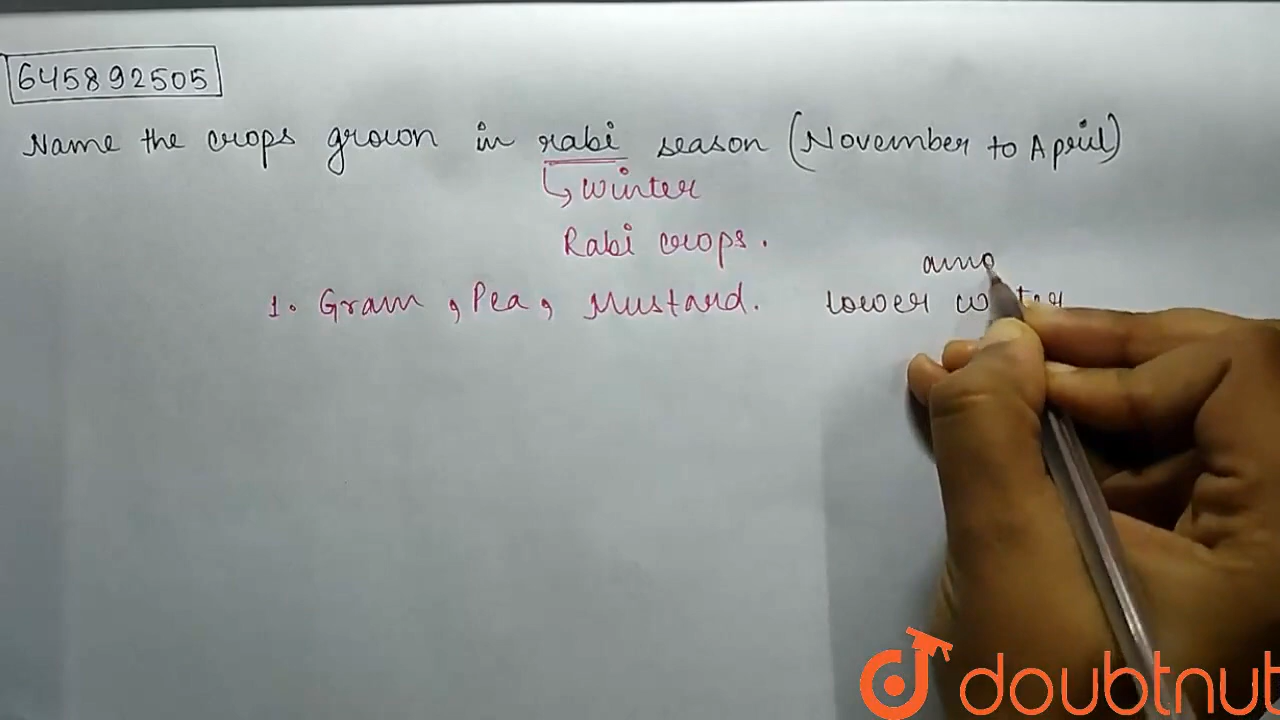 645892505
Name the crops grown in rabi season (November to April)
↳ winter
Rabi crops.
amo
1. Gram, Pea, Mustard. lower
doubtnut